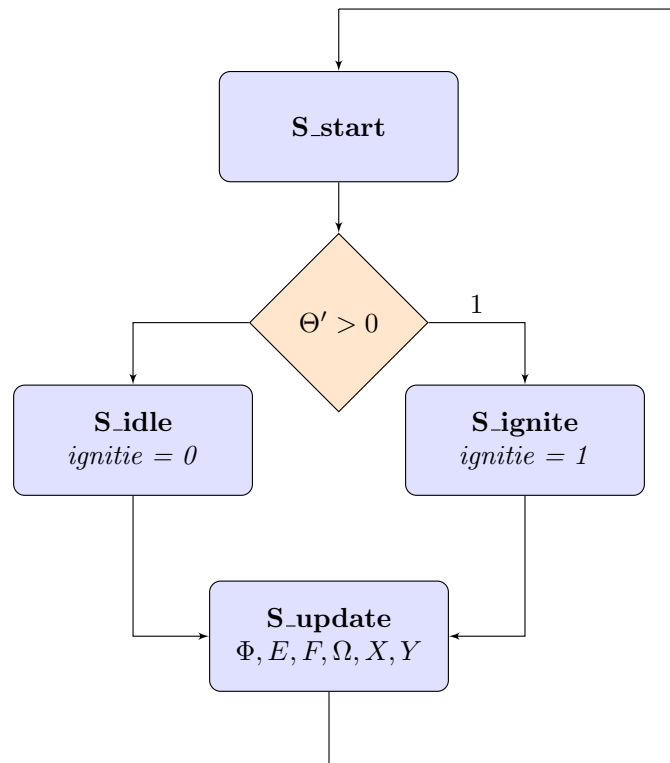 S_start
Θ′ > 0
1
S_idle
ignitie = 0
S_ignite
ignitie = 1
S_update
Φ, E, F, Ω, X, Y